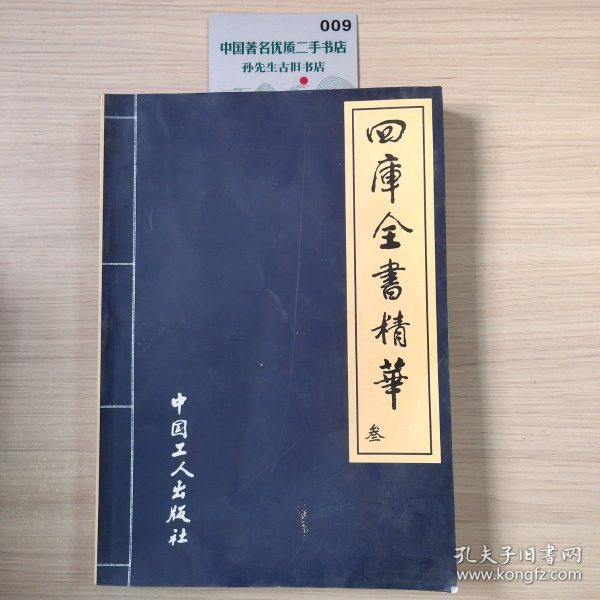 009
中国著名优质二手书店
孙先生古旧书店
四庫全書精華
叁
中国工人出版社
孔夫子旧书网
www.kongfz.com